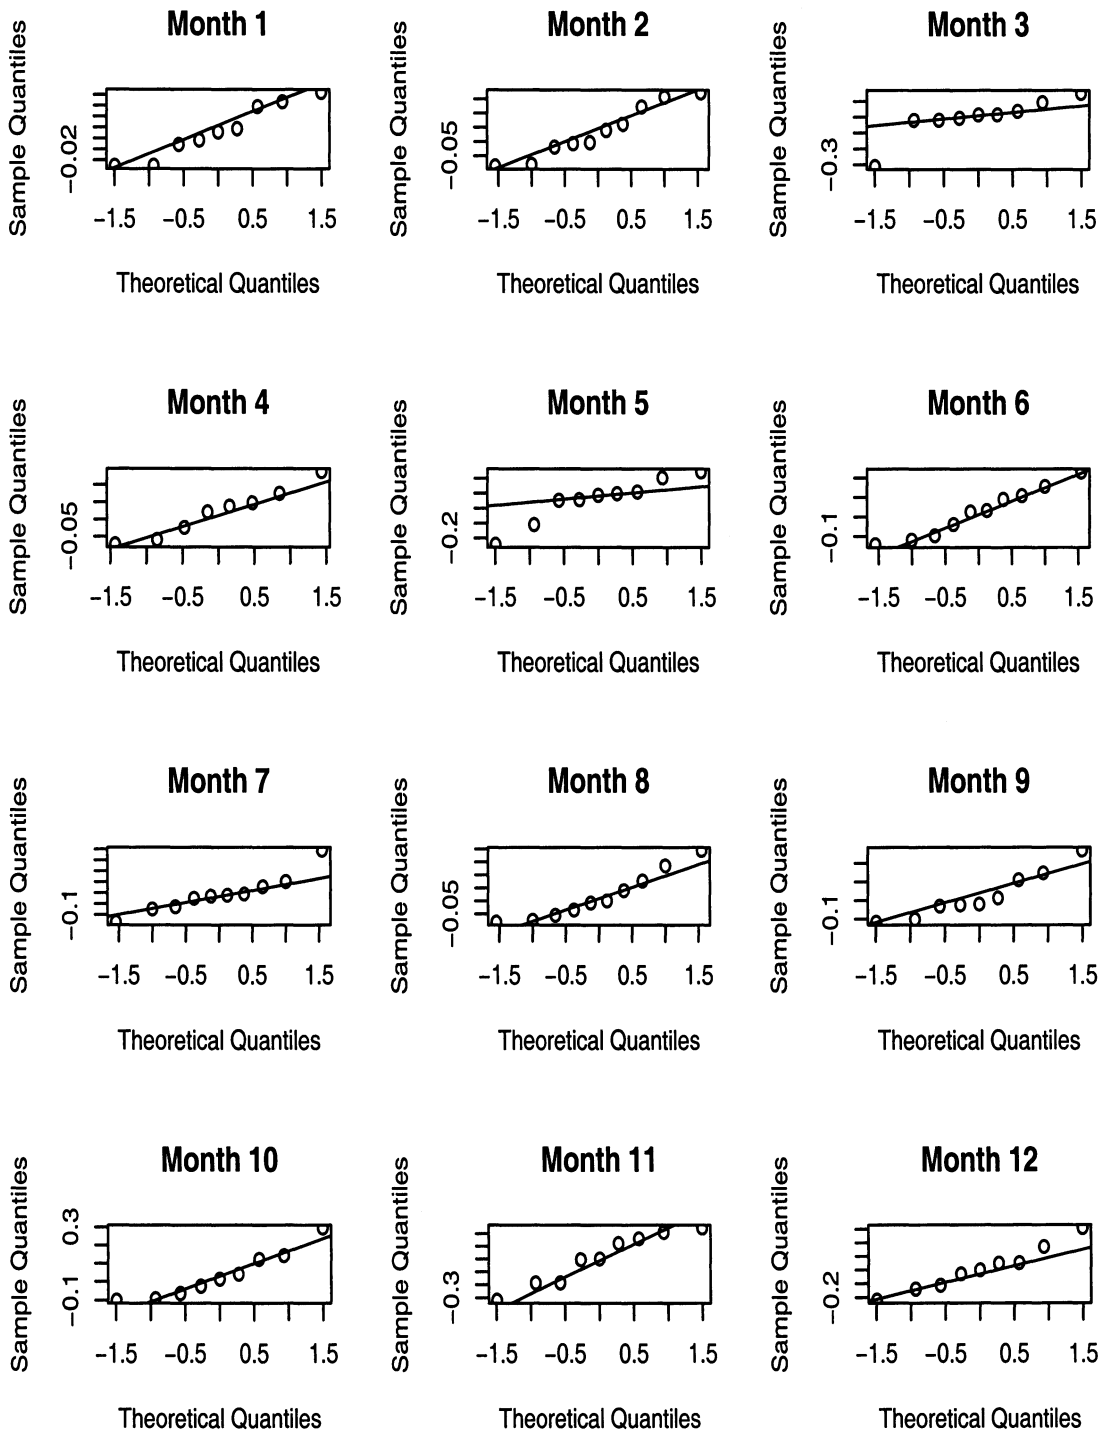 Month 1
Sample Quantiles
-0.02
-1.5 -0.5 0.5 1.5
Theoretical Quantiles
Month 2
Sample Quantiles
-0.05
-1.5 -0.5 0.5 1.5
Theoretical Quantiles
Month 3
Sample Quantiles
-0.3
-1.5 -0.5 0.5 1.5
Theoretical Quantiles
Month 4
Sample Quantiles
-0.05
-1.5 -0.5 0.5 1.5
Theoretical Quantiles
Month 5
Sample Quantiles
-0.2
-1.5 -0.5 0.5 1.5
Theoretical Quantiles
Month 6
Sample Quantiles
-0.1
-1.5 -0.5 0.5 1.5
Theoretical Quantiles
Month 7
Sample Quantiles
-0.1
-1.5 -0.5 0.5 1.5
Theoretical Quantiles
Month 8
Sample Quantiles
-0.05
-1.5 -0.5 0.5 1.5
Theoretical Quantiles
Month 9
Sample Quantiles
-0.1
-1.5 -0.5 0.5 1.5
Theoretical Quantiles
Month 10
Sample Quantiles
-0.1 0.3
-1.5 -0.5 0.5 1.5
Theoretical Quantiles
Month 11
Sample Quantiles
-0.3
-1.5 -0.5 0.5 1.5
Theoretical Quantiles
Month 12
Sample Quantiles
-0.2
-1.5 -0.5 0.5 1.5
Theoretical Quantiles